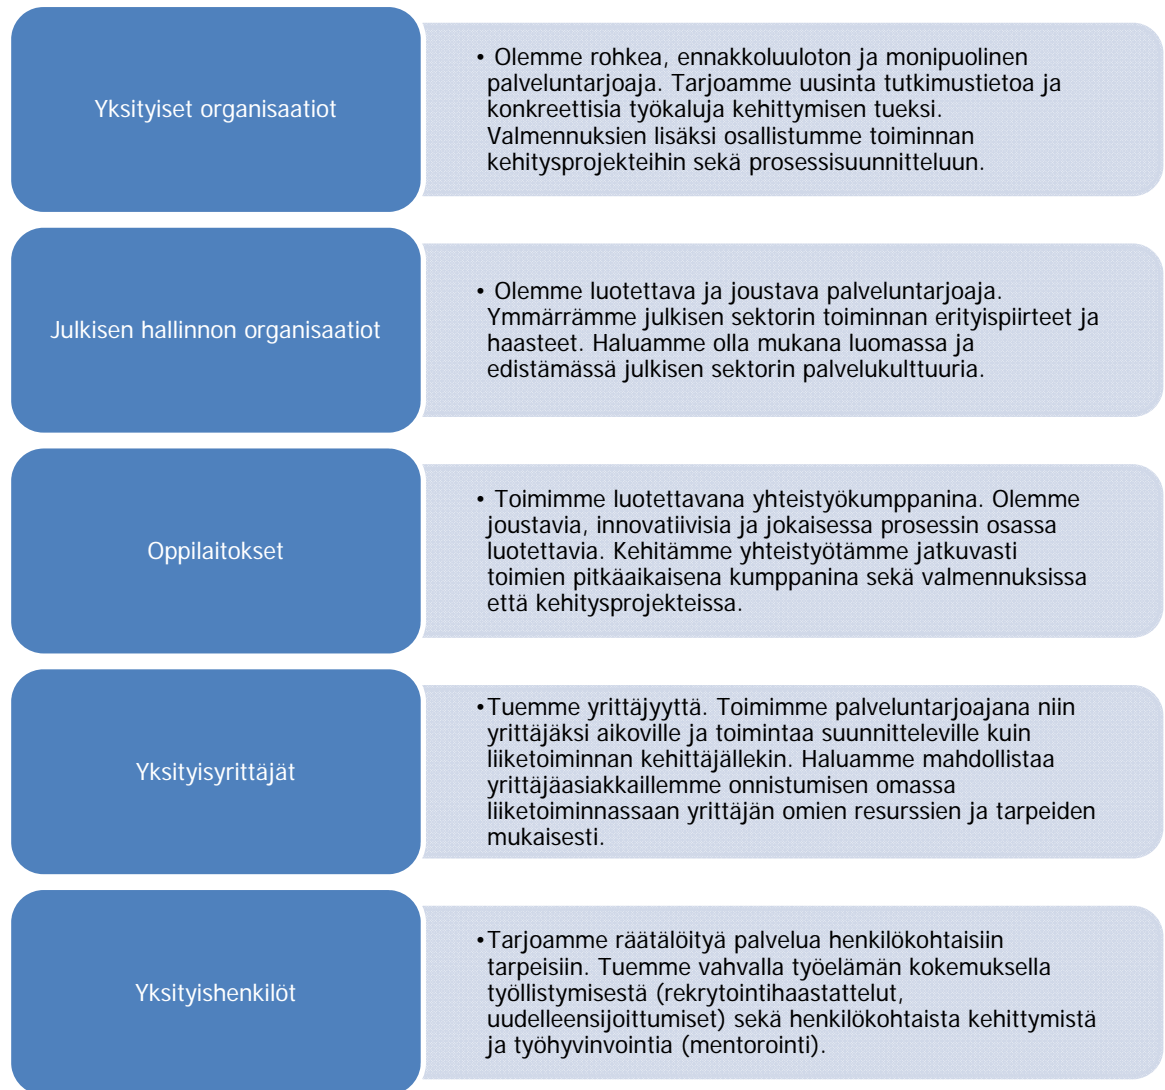 Yksityiset organisaatiot
• Olemme rohkea, ennakkoluuloton ja monipuolinen
palveluntarjoaja. Tarjoamme uusinta tutkimustietoa ja
konkreettisia työkaluja kehittymisen tueksi.
Valmennuksien lisäksi osallistumme toiminnan
kehitysprojekteihin sekä prosessisuunnitteluun.
Julkisen hallinnon organisaatiot
• Olemme luotettava ja joustava palveluntarjoaja.
Ymmärrämme julkisen sektorin toiminnan erityispiirteet ja
haasteet. Haluamme olla mukana luomassa ja
edistämässä julkisen sektorin palvelukulttuuria.
Oppilaitokset
• Toimimme luotettavana yhteistyökumppanina. Olemme
joustavia, innovatiivisia ja jokaisessa prosessin osassa
luotettavia. Kehitämme yhteistyötämme jatkuvasti
toimien pitkäaikaisena kumppanina sekä valmennuksissa
että kehitysprojekteissa.
Yksityisyrittäjät
•Tuemme yrittäjyyttä. Toimimme palveluntarjoajana niin
yrittäjäksi aikoville ja toimintaa suunnitteleville kuin
liiketoiminnan kehittäjällekin. Haluamme mahdollistaa
yrittäjäasiakkaillemme onnistumisen omassa
liiketoiminnassaan yrittäjän omien resurssien ja tarpeiden
mukaisesti.
Yksityishenkilöt
•Tarjoamme räätälöityä palvelua henkilökohtaisiin
tarpeisiin. Tuemme vahvalla työelämän kokemuksella
työllistymisestä (rekrytointihaastattelut,
uudelleensijoittumiset) sekä henkilökohtaista kehittymistä
ja työhyvinvointia (mentorointi).